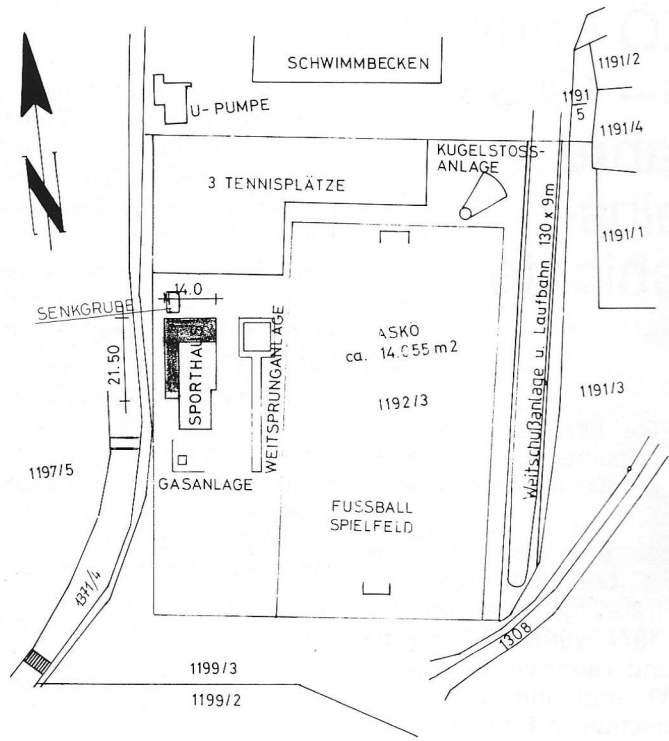 SCHWIMMBECKEN
1191/2
U- PUMPE
1191
5
1191/4
KUGELSTOSS-
ANLAGE
3 TENNISPLÄTZE
1191/1
N
Weitschußanlage u. Laufbahn 130 x 9m
14.0
SENKGRUBE
21.50
SPORTHAUS
WEITSPRUNGANLAGE
ASKÖ
ca. 14.055 m2
1192/3
1191/3
1197/5
GASANLAGE
FUSSBALL
SPIELFELD
1371/4
1308
1199/3
1199/2